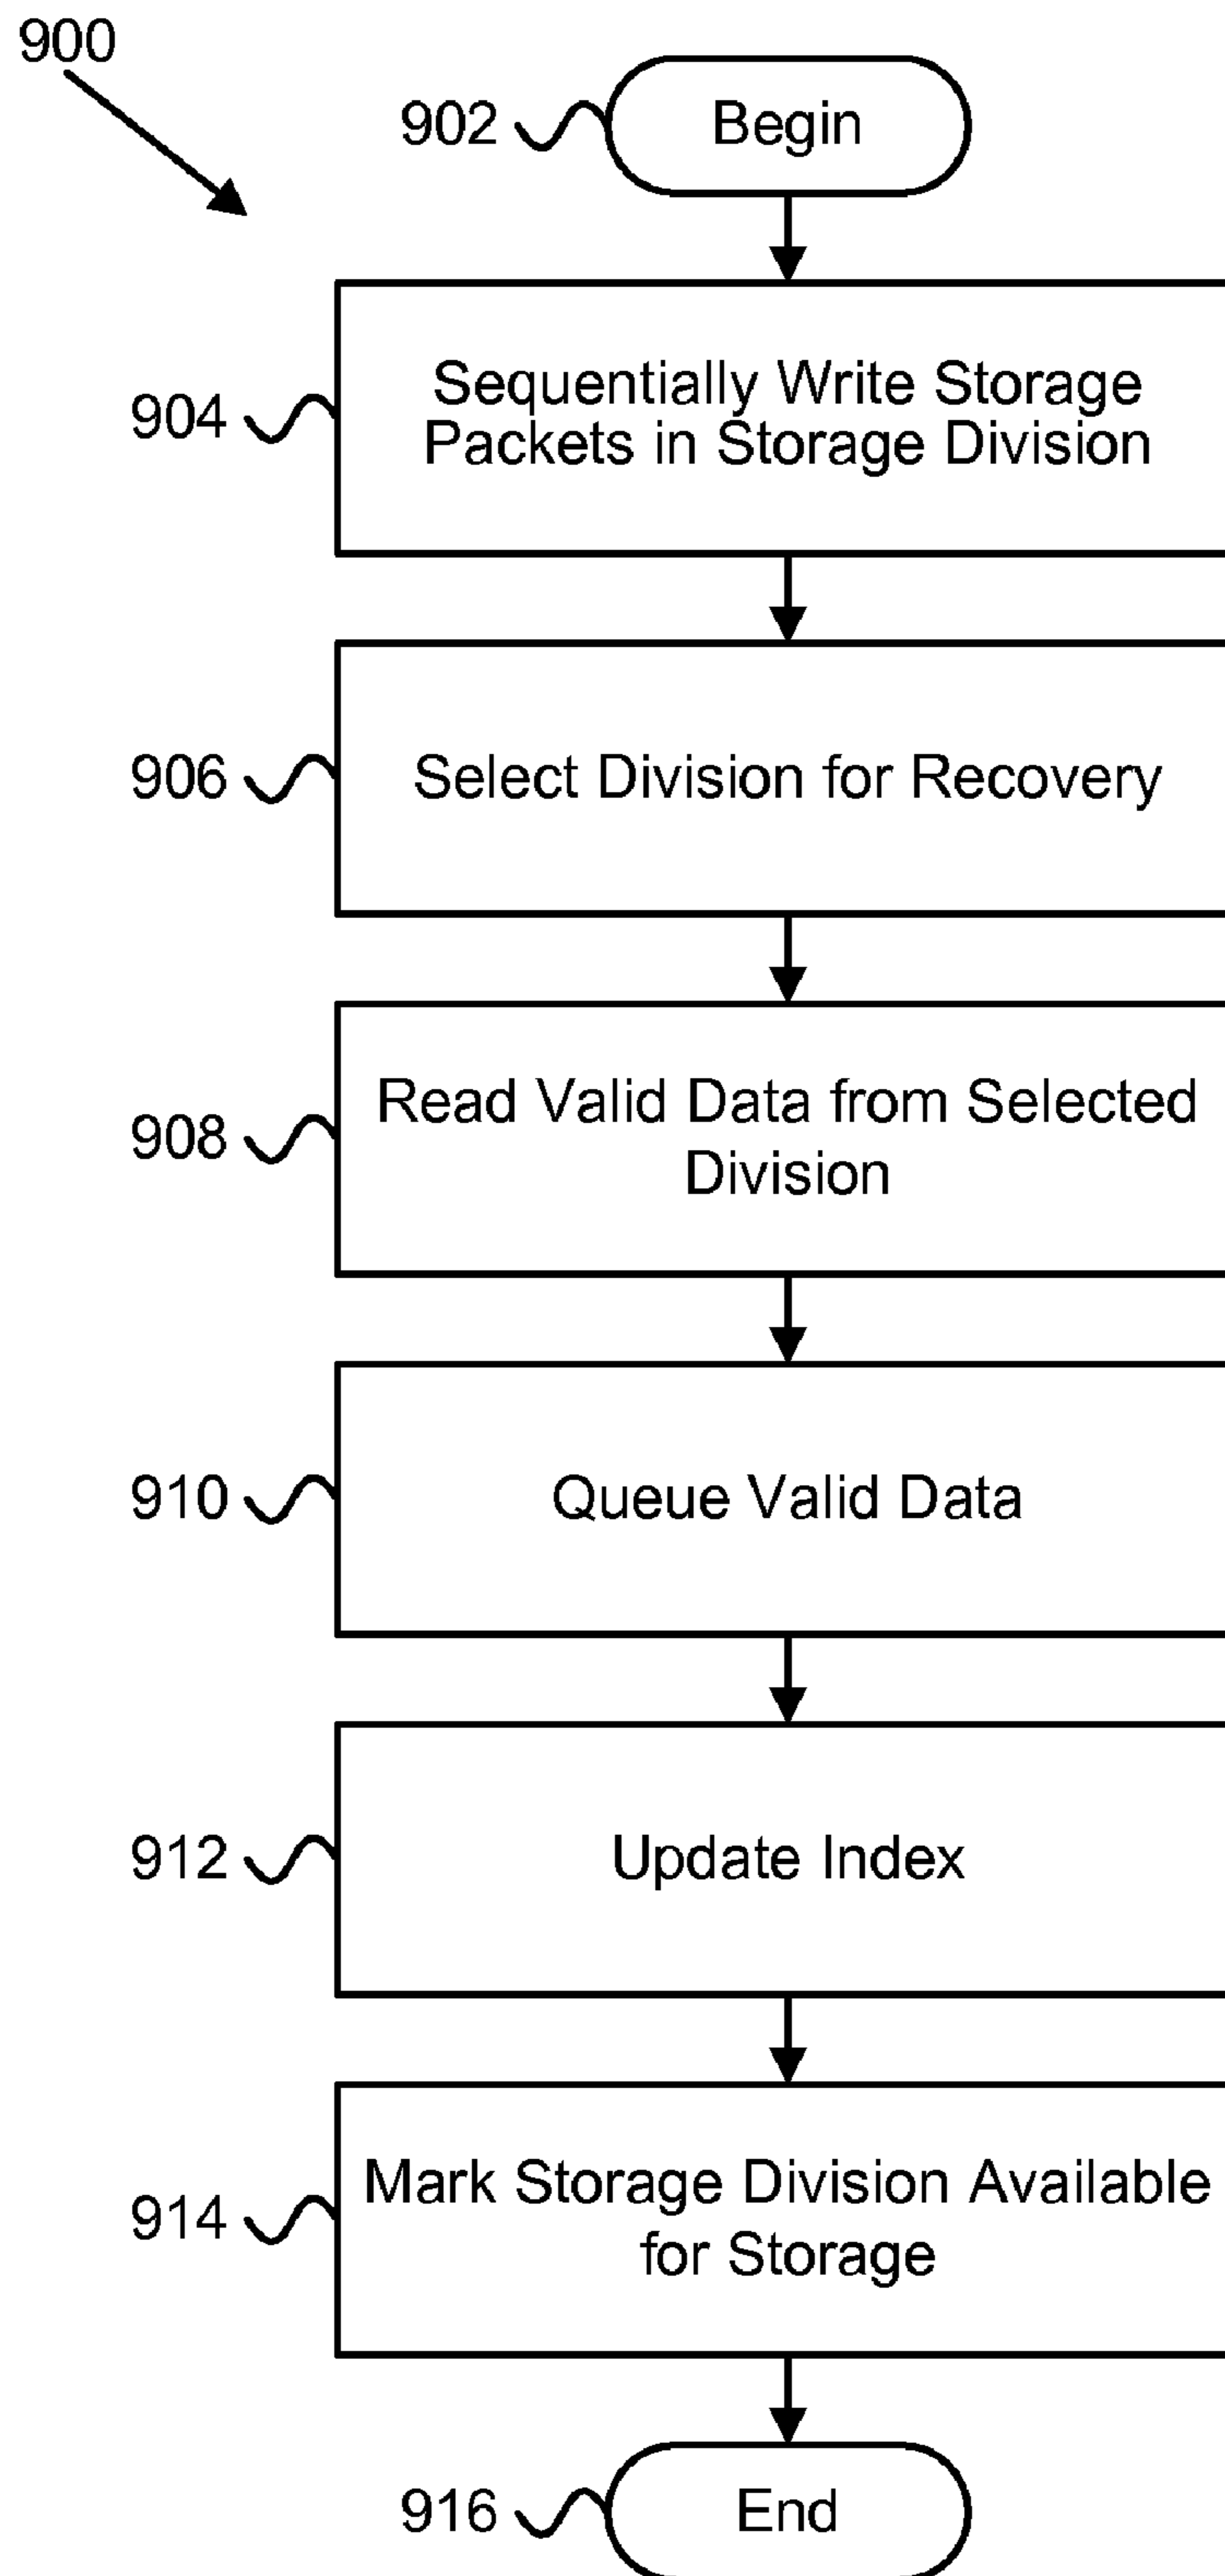 900
902
Begin
904
Sequentially Write Storage
Packets in Storage Division
906
Select Division for Recovery
908
Read Valid Data from Selected
Division
910
Queue Valid Data
912
Update Index
914
Mark Storage Division Available
for Storage
916
End